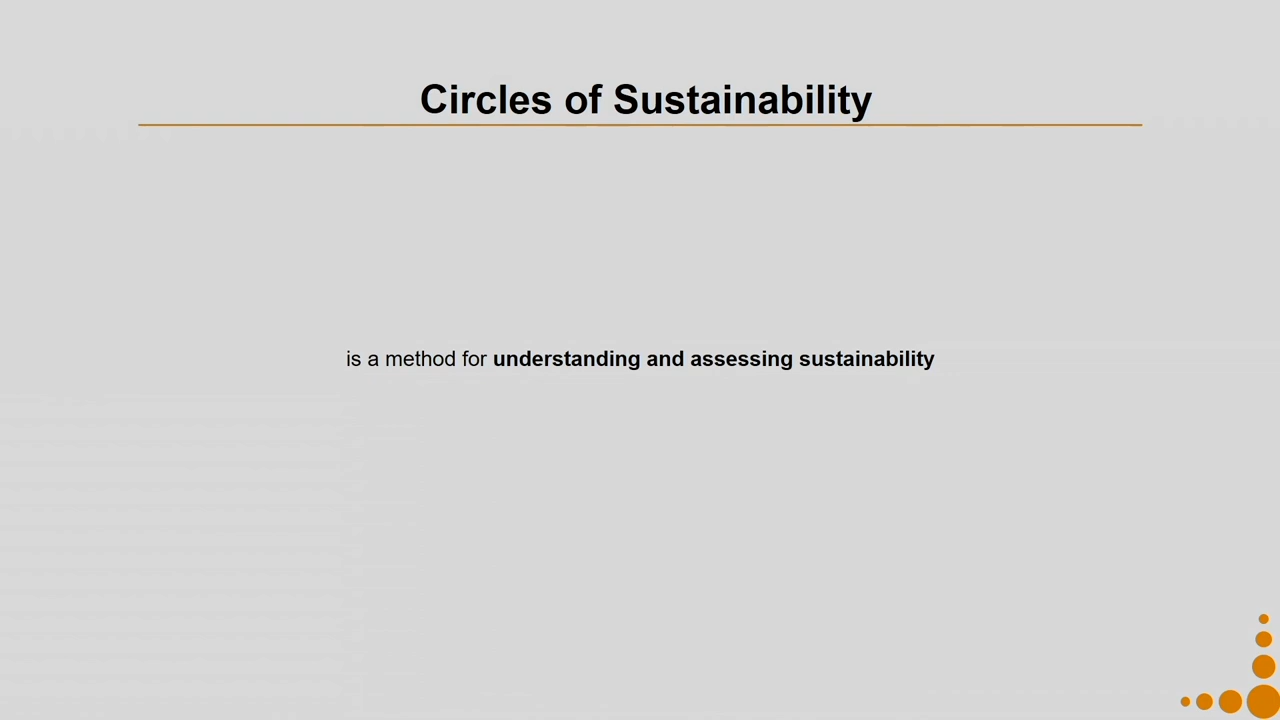 Circles of Sustainability
is a method for understanding and assessing sustainability